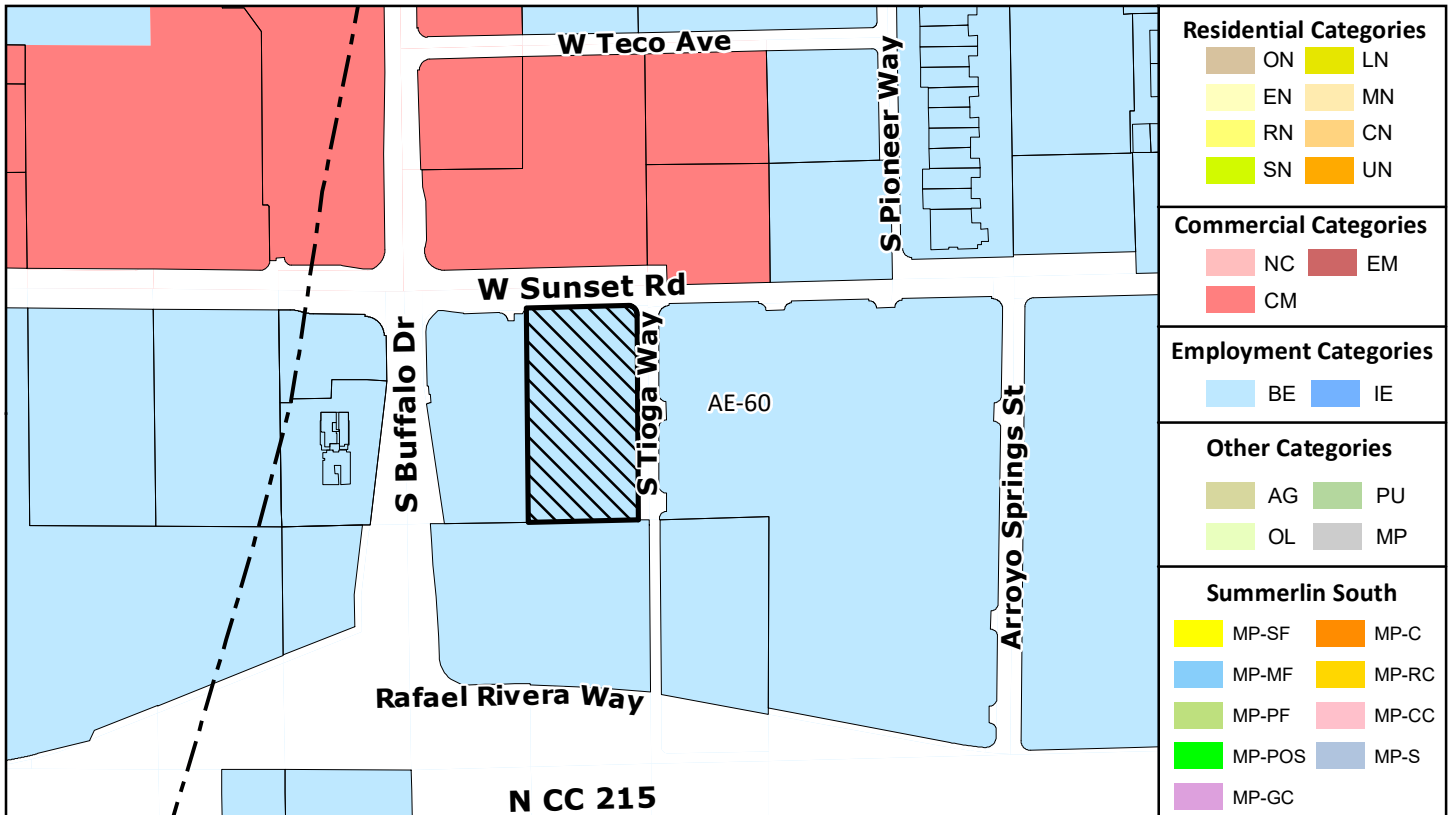 W Teco Ave
S Pioneer Way
W Sunset Rd
S Buffalo Dr
S Tioga Way
AE-60
Arroyo Springs St
Rafael Rivera Way
N CC 215
Residential Categories
ON LN
EN MN
RN CN
SN UN
Commercial Categories
NC EM
CM
Employment Categories
BE IE
Other Categories
AG PU
OL MP
Summerlin South
MP-SF MP-C
MP-MF MP-RC
MP-PF MP-CC
MP-POS MP-S
MP-GC